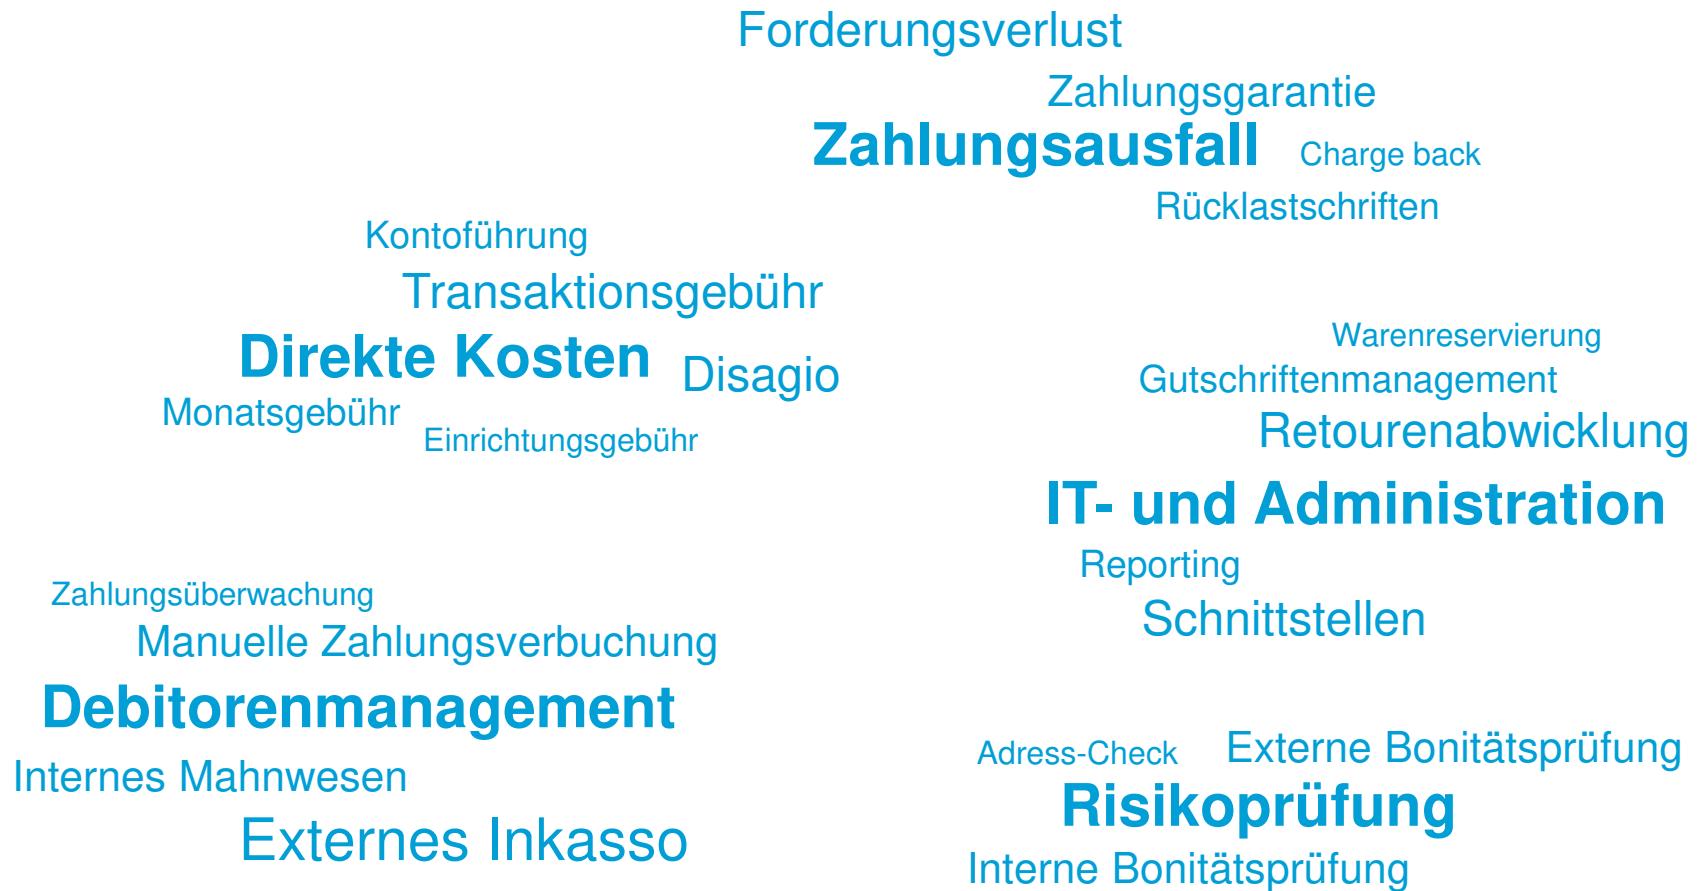 Forderungsverlust
Zahlungsgarantie
Zahlungsausfall
Charge back
Rücklastschriften
Kontoführung
Transaktionsgebühr
Direkte Kosten
Disagio
Monatsgebühr
Einrichtungsgebühr
Warenreservierung
Gutschriftenmanagement
Retourenabwicklung
IT- und Administration
Reporting
Schnittstellen
Zahlungsüberwachung
Manuelle Zahlungsverbuchung
Debitorenmanagement
Internes Mahnwesen
Externes Inkasso
Adress-Check
Externe Bonitätsprüfung
Risikoprüfung
Interne Bonitätsprüfung